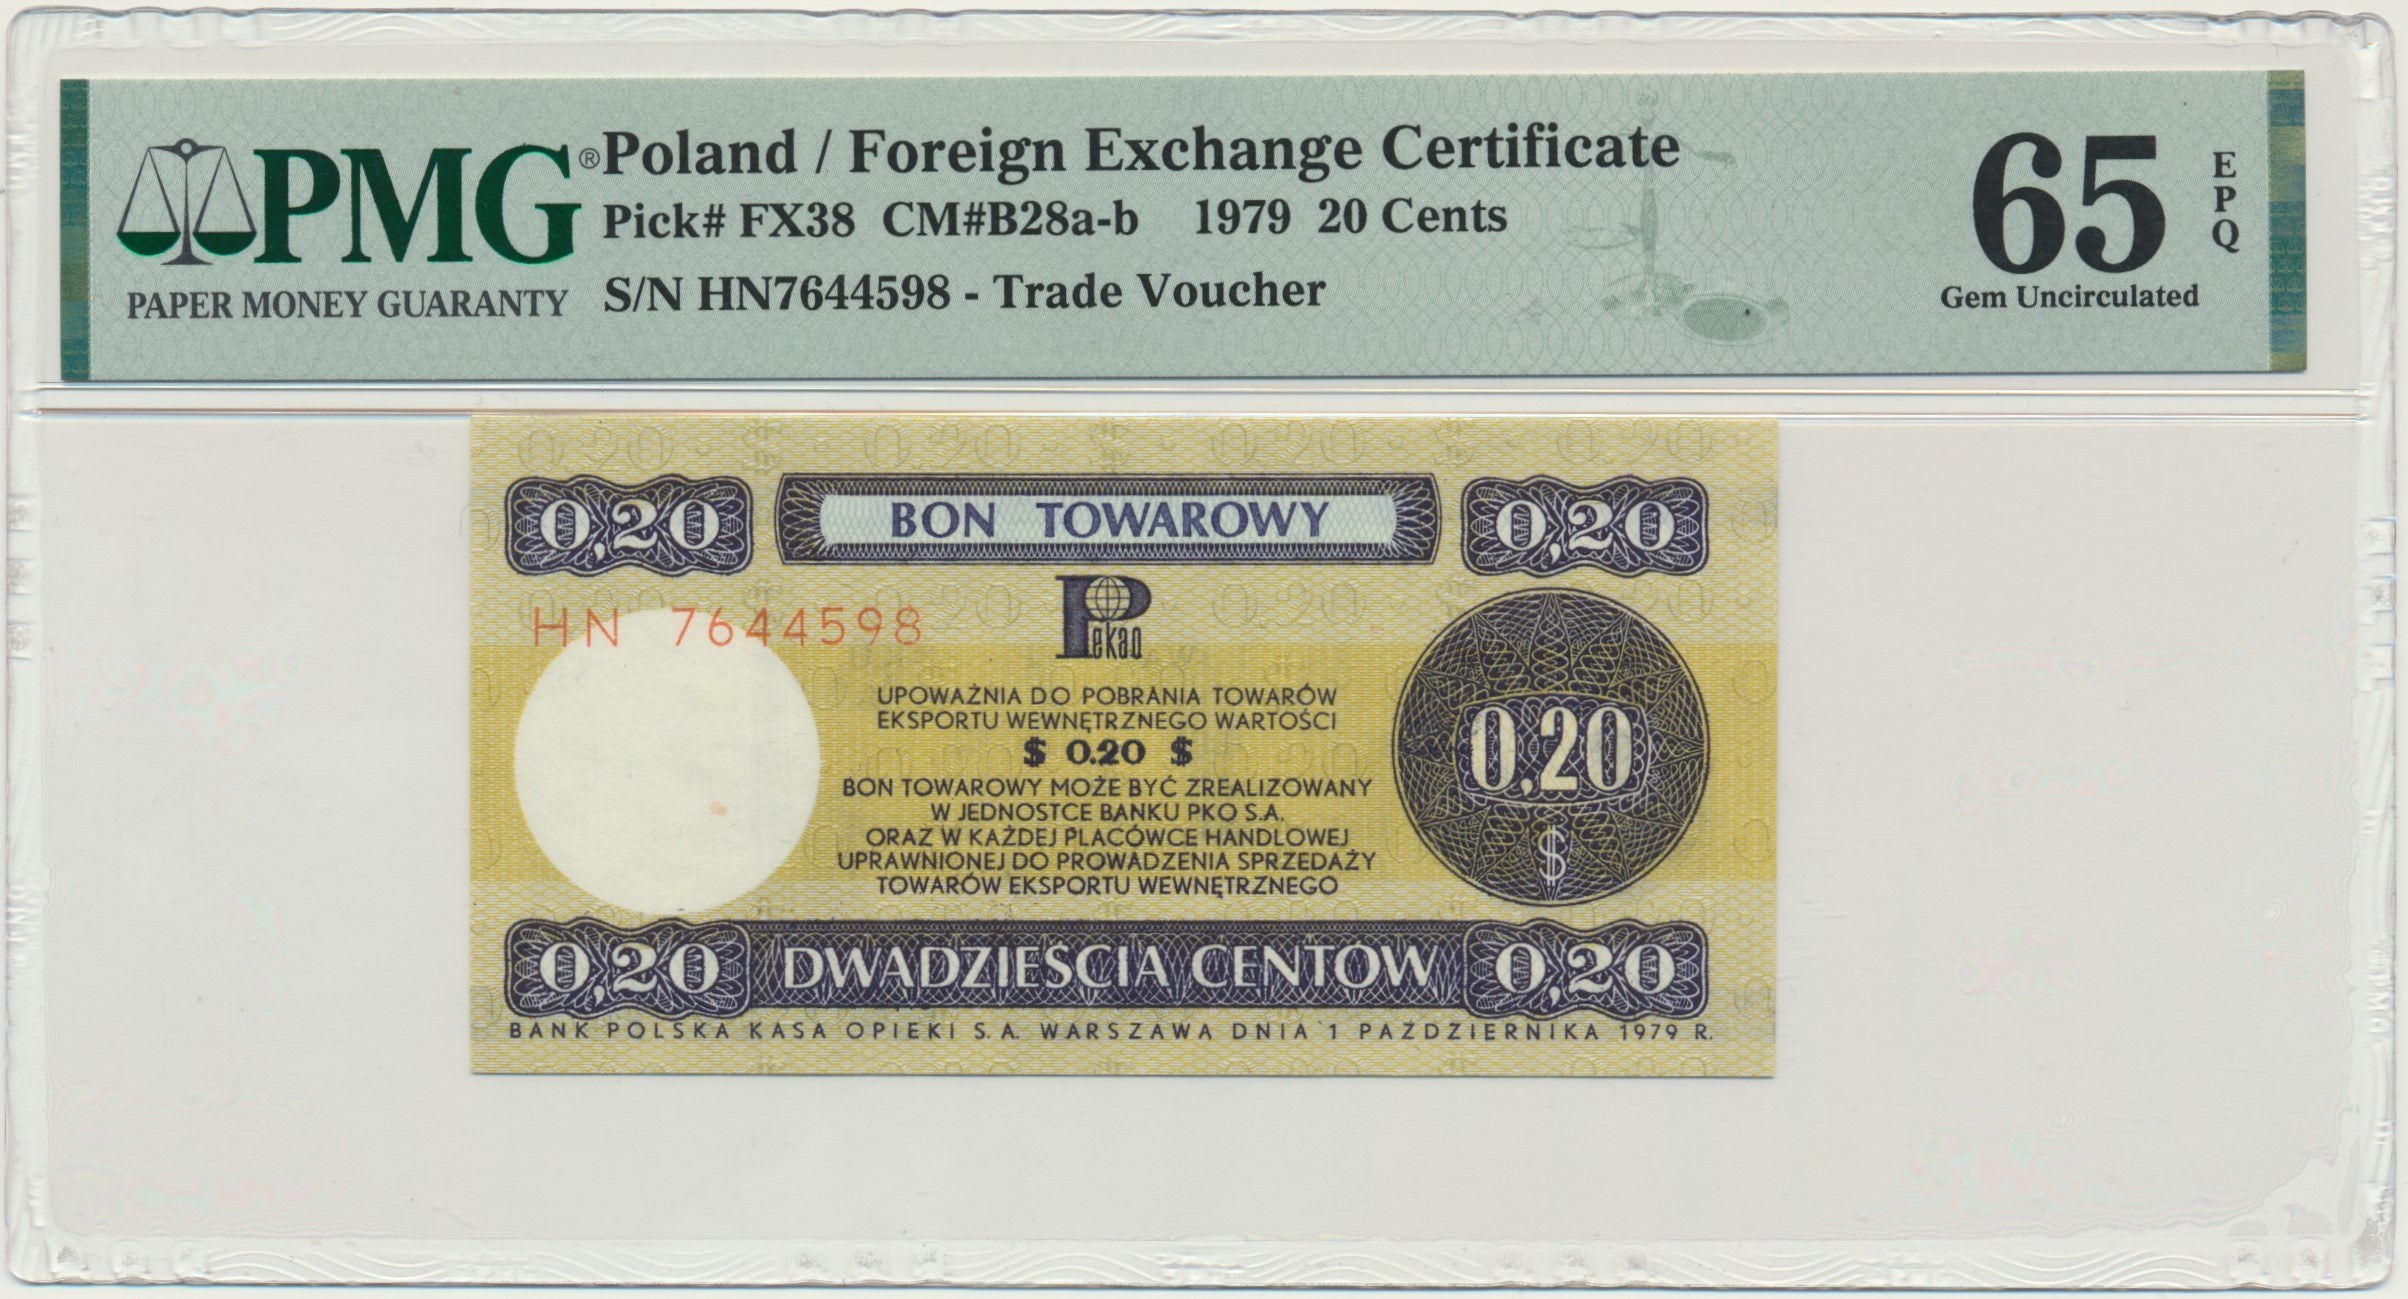 PMG®
PAPER MONEY GUARANTY
Poland / Foreign Exchange Certificate
Pick# FX38 CM#B28a-b 1979 20 Cents
S/N HN7644598 - Trade Voucher
65 EPQ
Gem Uncirculated
0,20 BON TOWAROWY 0,20
HN 7644598
Pekao
UPOWAŻNIA DO POBRANIA TOWARÓW
EKSPORTU WEWNĘTRZNEGO WARTOŚCI
$ 0.20 $
BON TOWAROWY MOŻE BYĆ ZREALIZOWANY
W JEDNOSTCE BANKU PKO S.A.
ORAZ W KAŻDEJ PLACÓWCE HANDLOWEJ
UPRAWNIONEJ DO PROWADZENIA SPRZEDAŻY
TOWARÓW EKSPORTU WEWNĘTRZNEGO
0,20
$
0,20 DWADZIEŚCIA CENTÓW 0,20
BANK POLSKA KASA OPIEKI S.A. WARSZAWA DNIA 1 PAŹDZIERNIKA 1979 R.